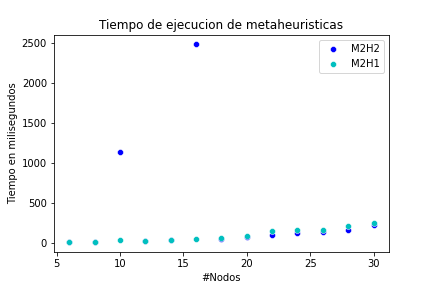 Tiempo de ejecucion de metaheuristicas
2500
2000
1500
1000
500
0
Tiempo en milisegundos
M2H2
M2H1
5 10 15 20 25 30
#Nodos